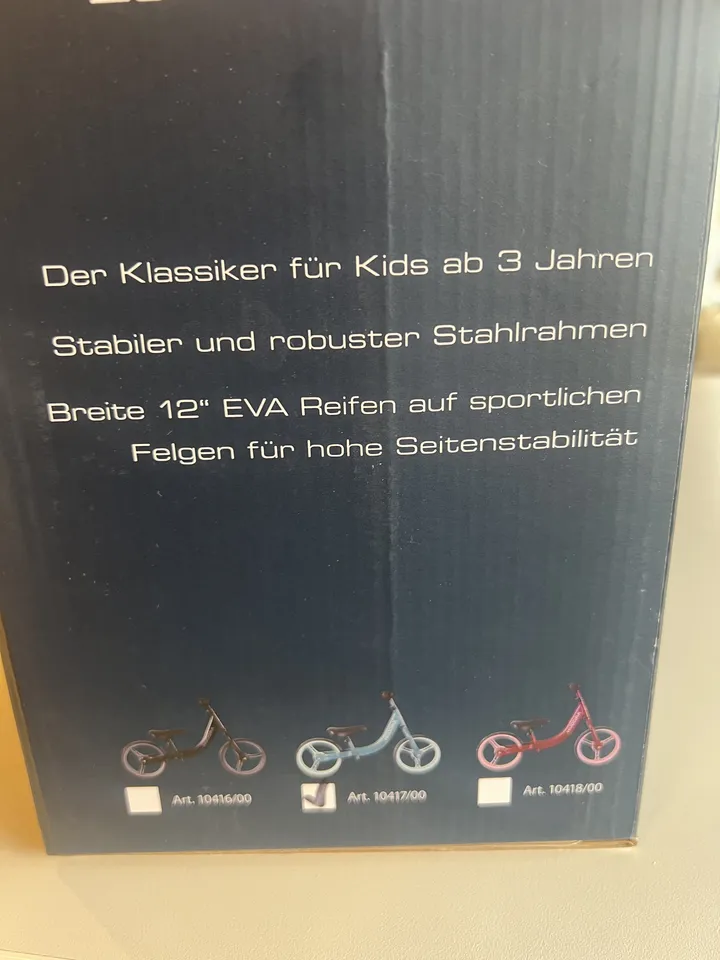 Der Klassiker für Kids ab 3 Jahren
Stabiler und robuster Stahlrahmen
Breite 12“ EVA Reifen auf sportlichen
Felgen für hohe Seitenstabilität
Art. 10416/00
Art. 10417/00
Art. 10418/00